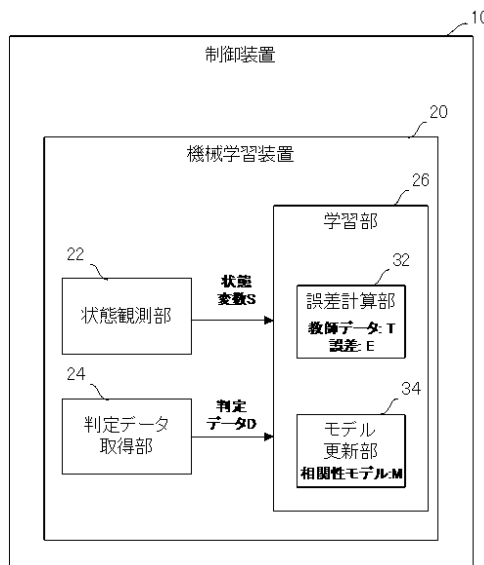 10
制御装置
20
機械学習装置
26
学習部
22
状態観測部
状態
変数S
32
誤差計算部
教師データ: T
誤差: E
24
判定データ
取得部
判定
データD
34
モデル
更新部
相関性モデル:M